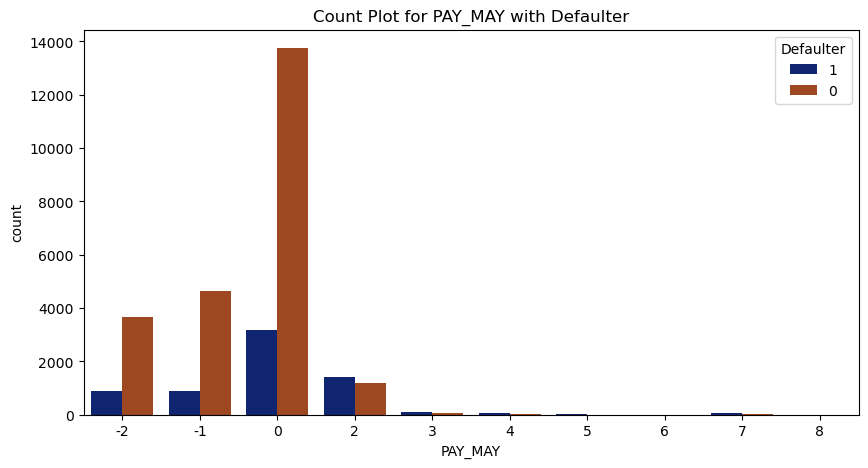 Count Plot for PAY_MAY with Defaulter
Defaulter
1
0
14000
12000
10000
8000
6000
4000
2000
0
count
-2 -1 0 2 3 4 5 6 7 8
PAY_MAY